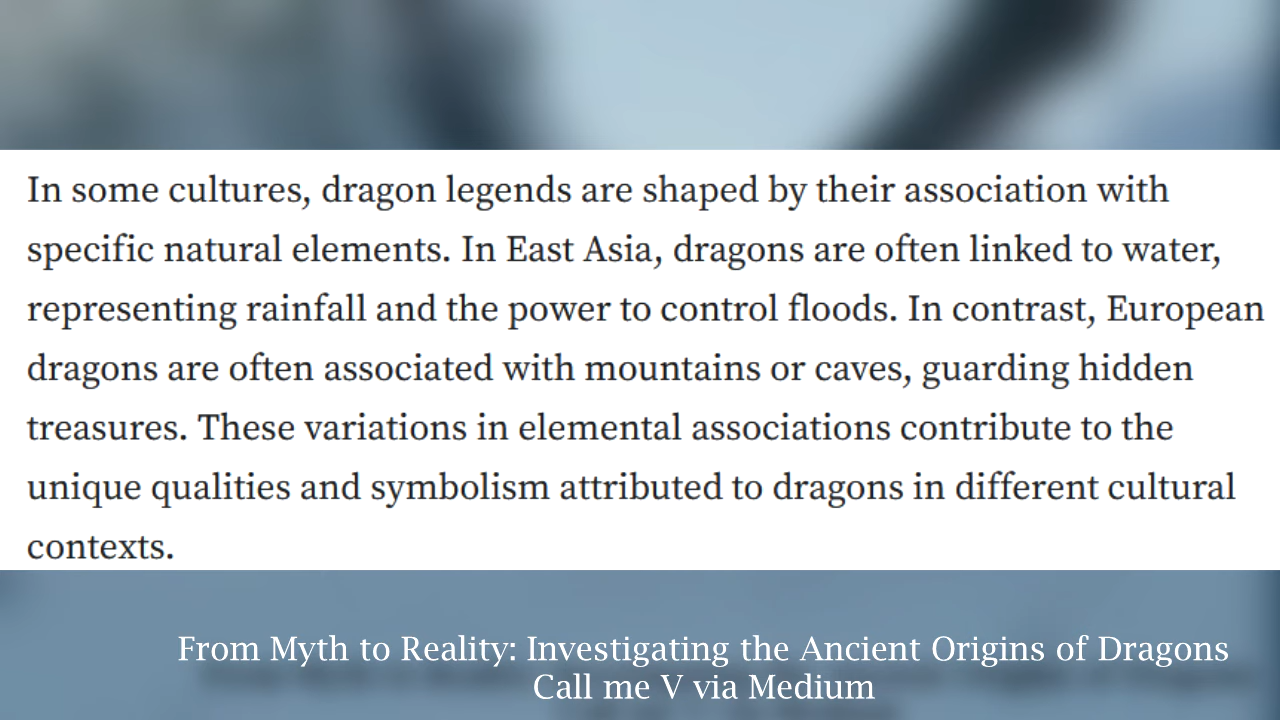 In some cultures, dragon legends are shaped by their association with
specific natural elements. In East Asia, dragons are often linked to water,
representing rainfall and the power to control floods. In contrast, European
dragons are often associated with mountains or caves, guarding hidden
treasures. These variations in elemental associations contribute to the
unique qualities and symbolism attributed to dragons in different cultural
contexts.
From Myth to Reality: Investigating the Ancient Origins of Dragons
Call me V via Medium